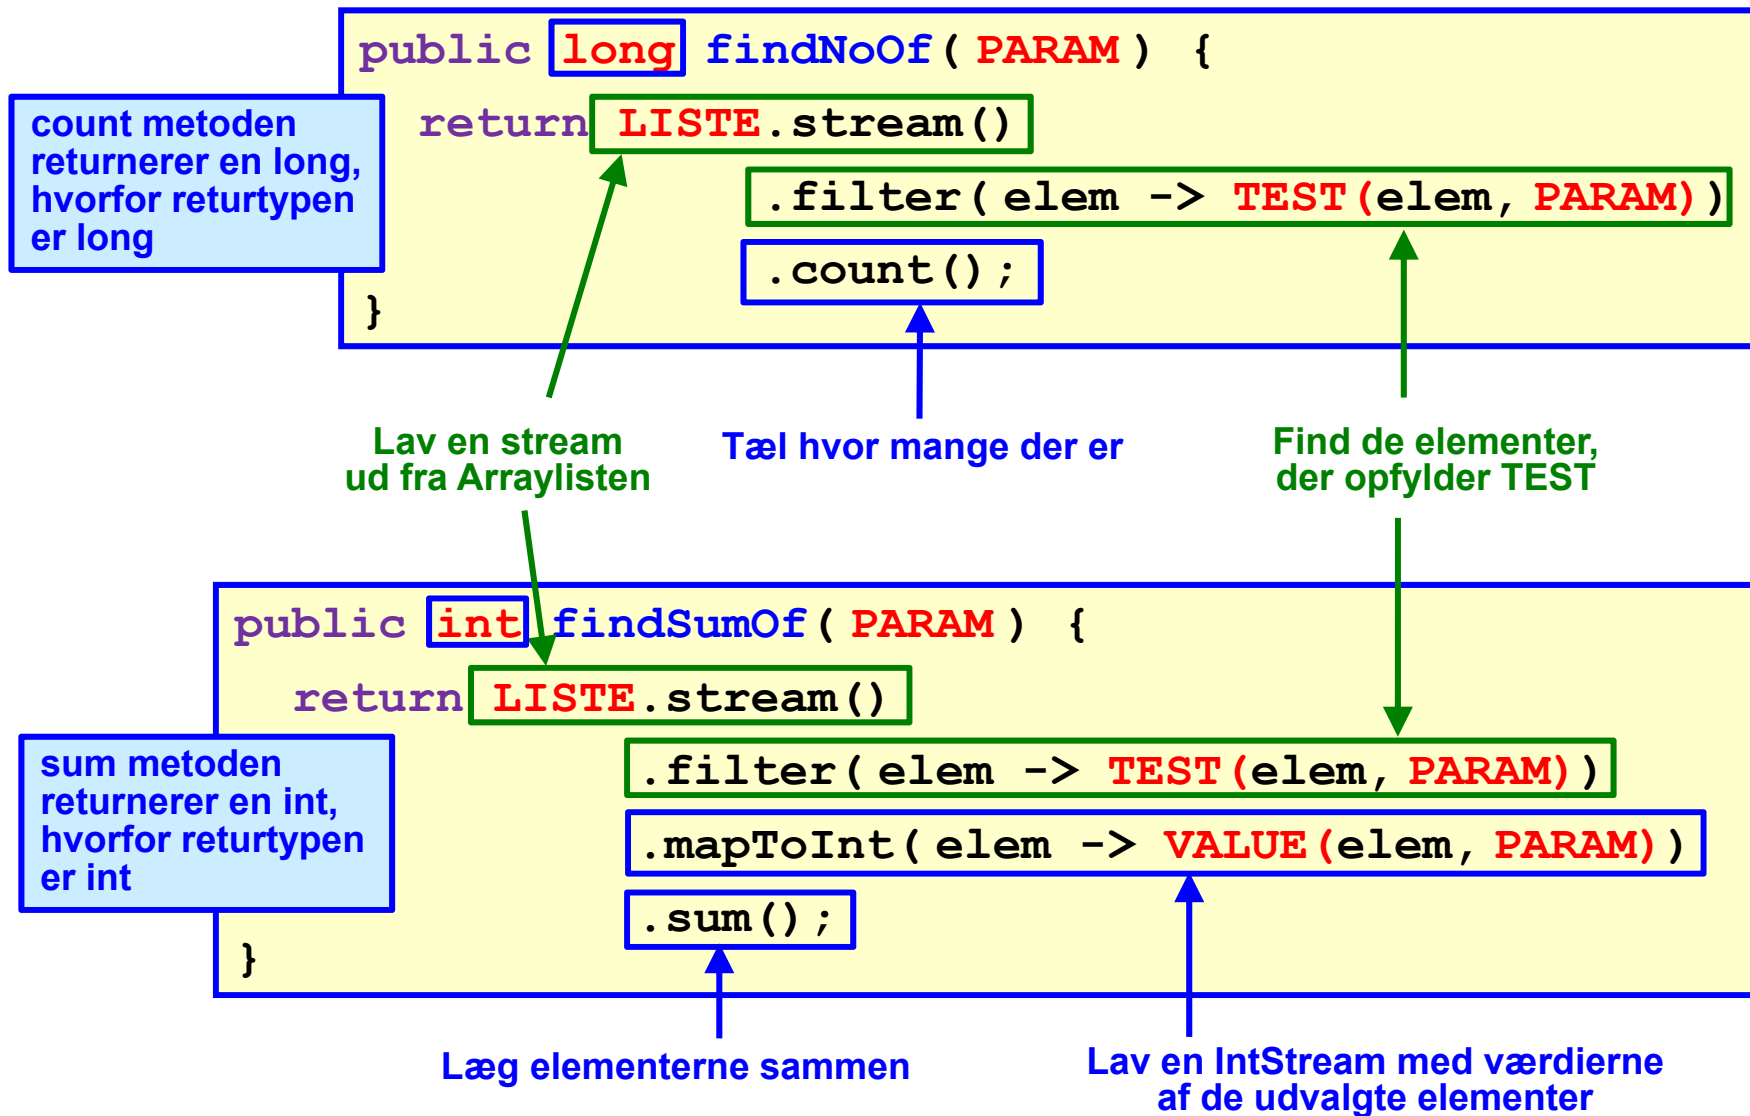 public long findNoOf( PARAM ) {
count metoden
returnerer en long,
hvorfor returtypen
er long
return LISTE.stream()
.filter( elem -> TEST(elem, PARAM))
.count();
}
Lav en stream
ud fra Arraylisten
Tæl hvor mange der er
Find de elementer,
der opfylder TEST
public int findSumOf( PARAM ) {
return LISTE.stream()
sum metoden
returnerer en int,
hvorfor returtypen
er int
.filter( elem -> TEST(elem, PARAM))
.mapToInt( elem -> VALUE(elem, PARAM))
.sum();
}
Læg elementerne sammen
Lav en IntStream med værdierne
af de udvalgte elementer